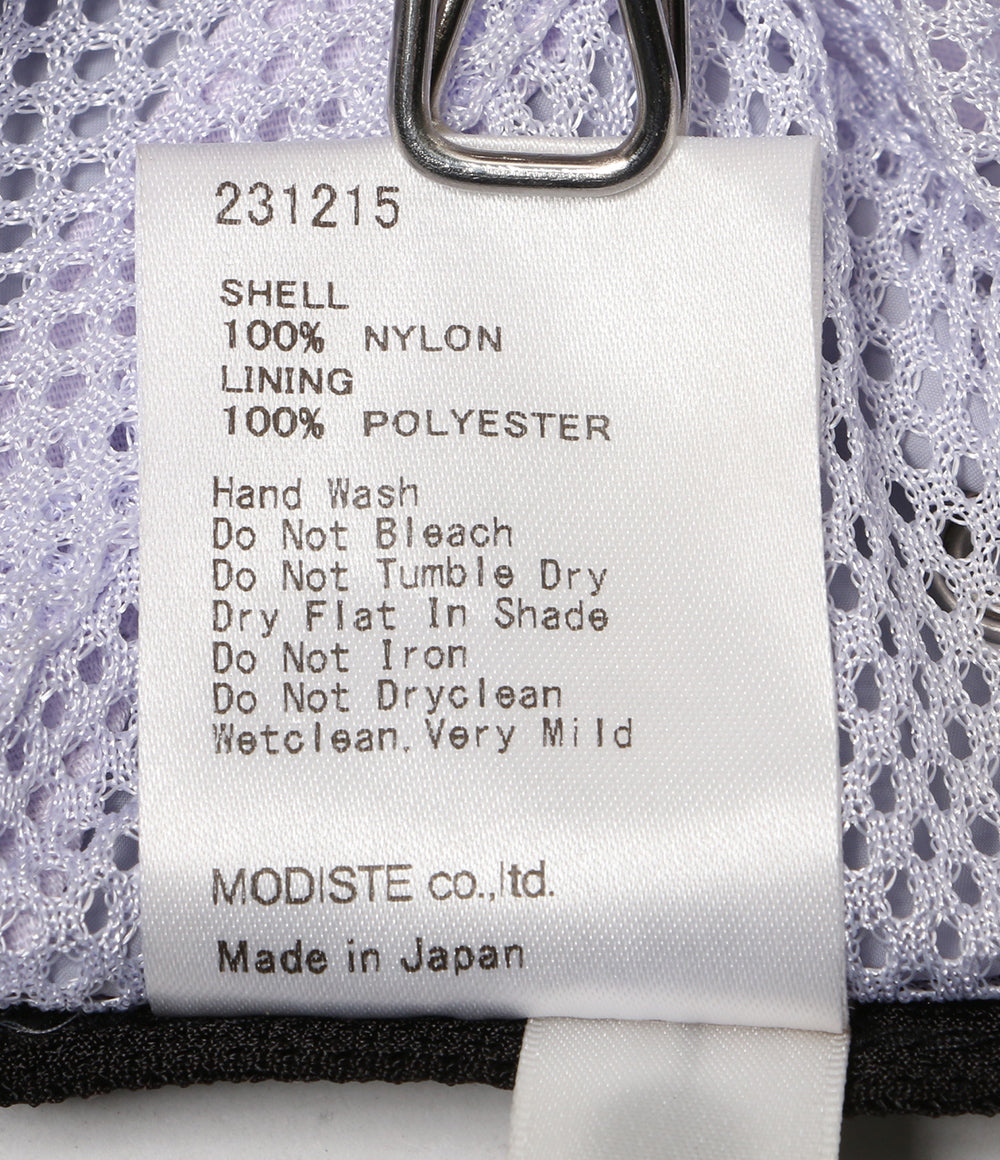 231215
SHELL
100% NYLON
LINING
100% POLYESTER
Hand Wash
Do Not Bleach
Do Not Tumble Dry
Dry Flat In Shade
Do Not Iron
Do Not Dryclean
Wetclean. Very Mild
MODISTE co.,ltd.
Made in Japan